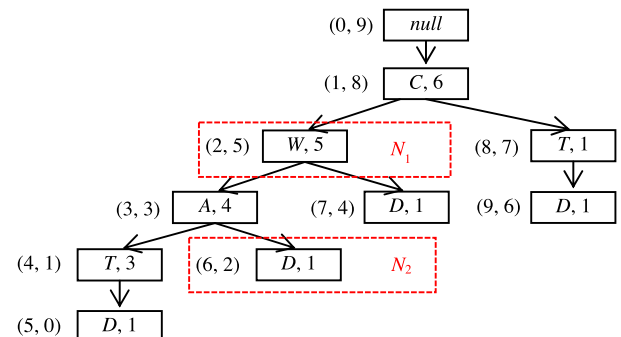 (0, 9) null
(1, 8) C, 6
(2, 5) W, 5 N1 (8, 7) T, 1
(3, 3) A, 4 (7, 4) D, 1 (9, 6) D, 1
(4, 1) T, 3 (6, 2) D, 1 N2
(5, 0) D, 1